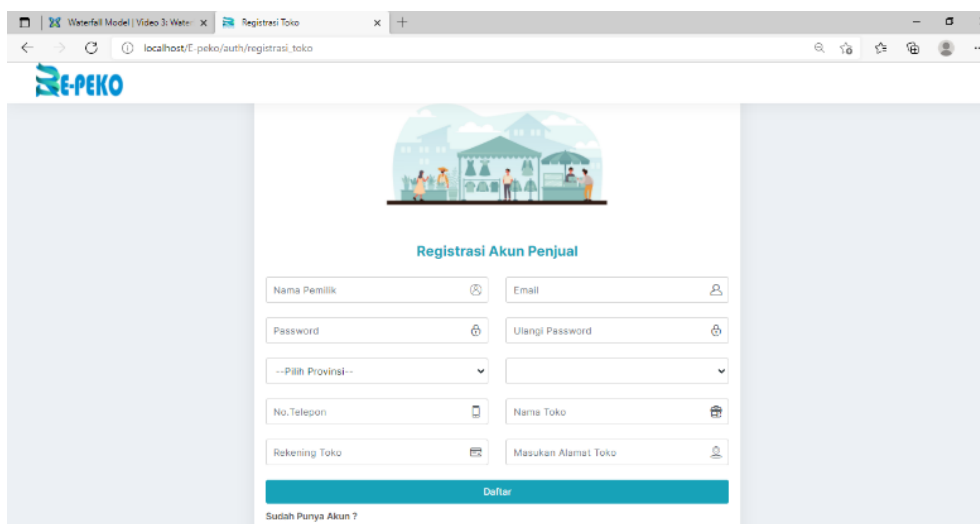 Waterfall Model | Video 3: Water
Registrasi Toko
localhost/E-peko/auth/registrasi_toko
E-PEKO
Registrasi Akun Penjual
Nama Pemilik
Email
Password
Ulangi Password
--Pilih Provinsi--
No.Telepon
Nama Toko
Rekening Toko
Masukan Alamat Toko
Daftar
Sudah Punya Akun ?